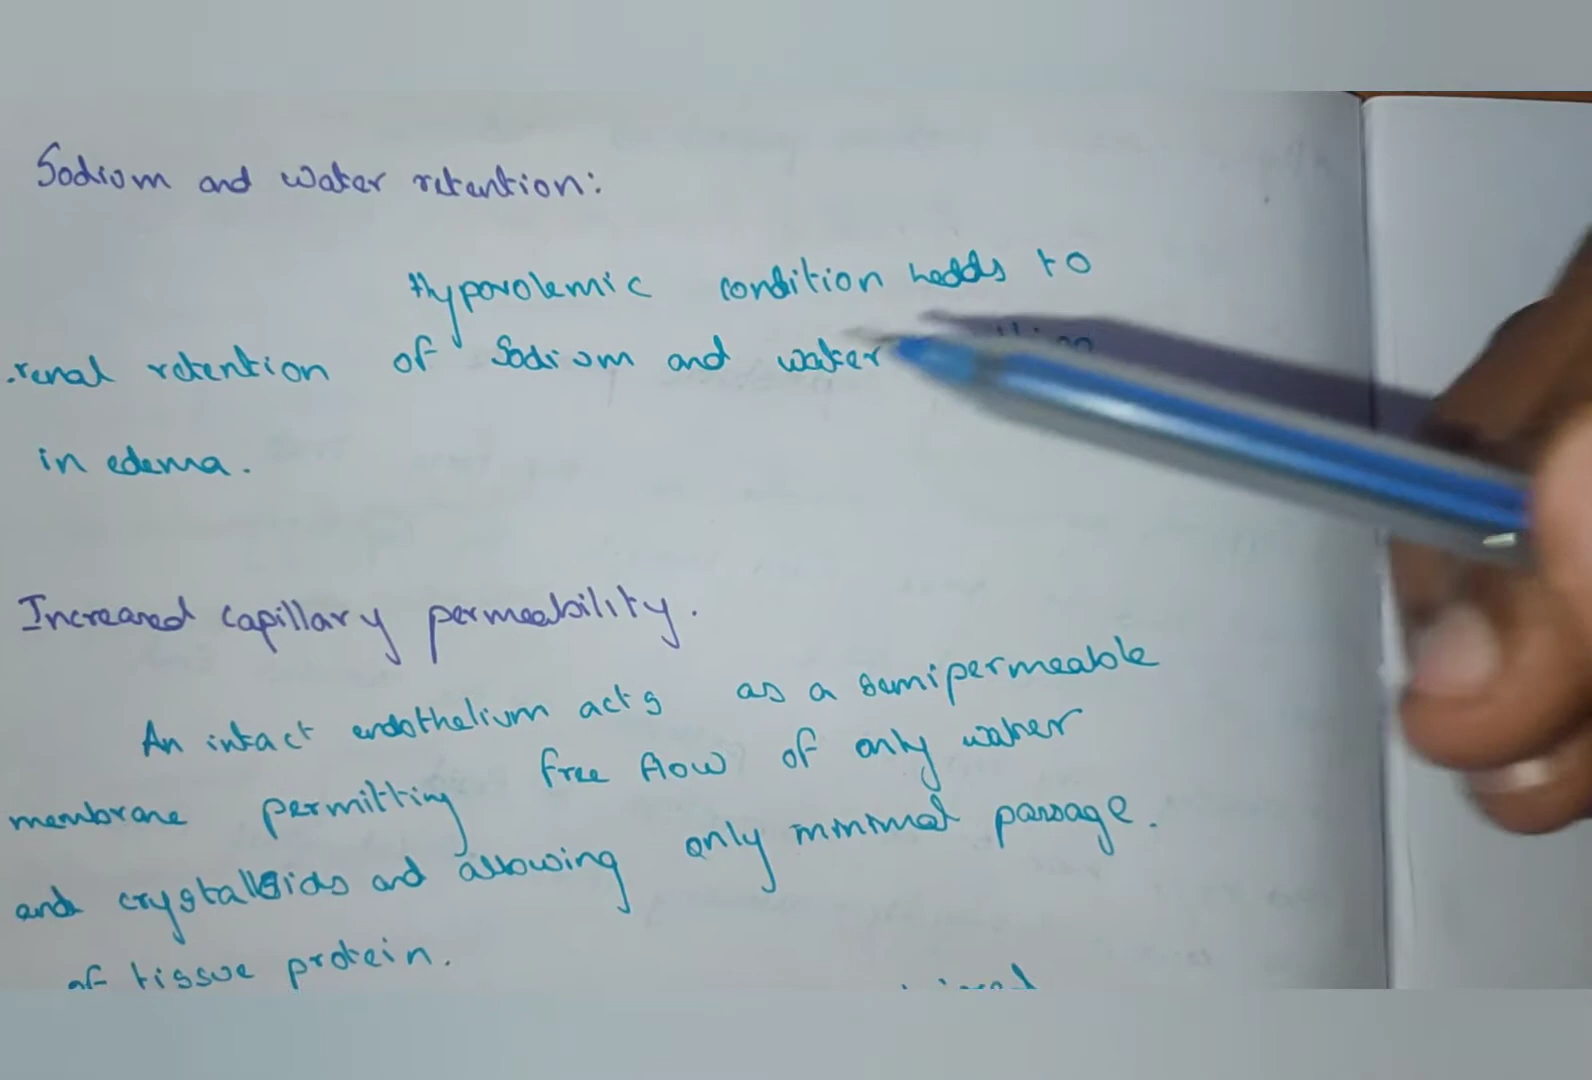 Sodium and water retention:
Hypovolemic condition leads to
renal retention of Sodium and water
in edema.
Increased capillary permeability.
An intact endothelium acts as a semipermeable
membrane permitting free flow of only water
and crystalloids and allowing only minimal passage.
of tissue protein.